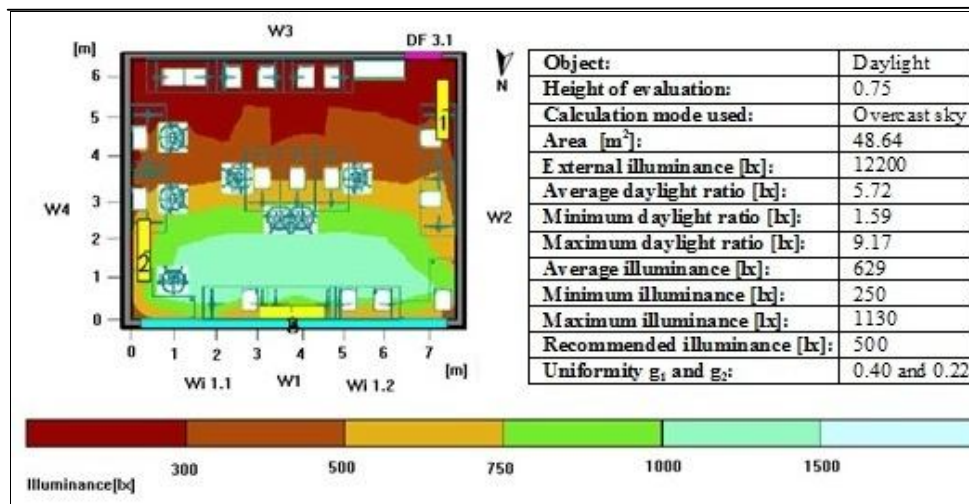 W3
[m]
DF 3.1
6
5
4
3
2
1
0
W4
W2
N
1
2
3
0 1 2 3 4 5 6 7
[m]
Wi 1.1 W1 Wi 1.2
Object: Daylight
Height of evaluation: 0.75
Calculation mode used: Overcast sky
Area [m²]: 48.64
External illuminance [lx]: 12200
Average daylight ratio [lx]: 5.72
Minimum daylight ratio [lx]: 1.59
Maximum daylight ratio [lx]: 9.17
Average illuminance [lx]: 629
Minimum illuminance [lx]: 250
Maximum illuminance [lx]: 1130
Recommended illuminance [lx]: 500
Uniformity g₁ and g₂: 0.40 and 0.22
300 500 750 1000 1500
Illuminance[lx]